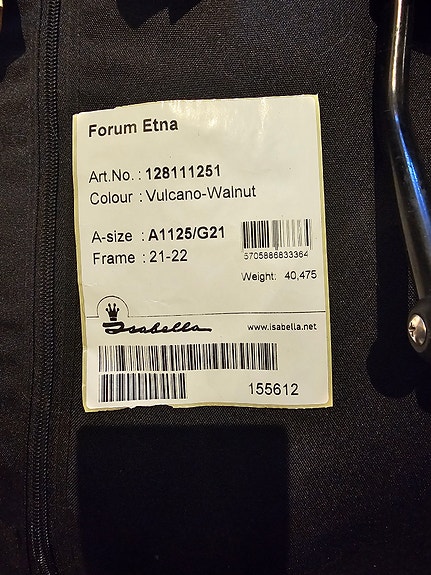 Forum Etna
Art.No. : 128111251
Colour : Vulcano-Walnut
A-size : A1125/G21
Frame : 21-22
5705886833364
Weight: 40,475
Isabella
www.isabella.net
155612